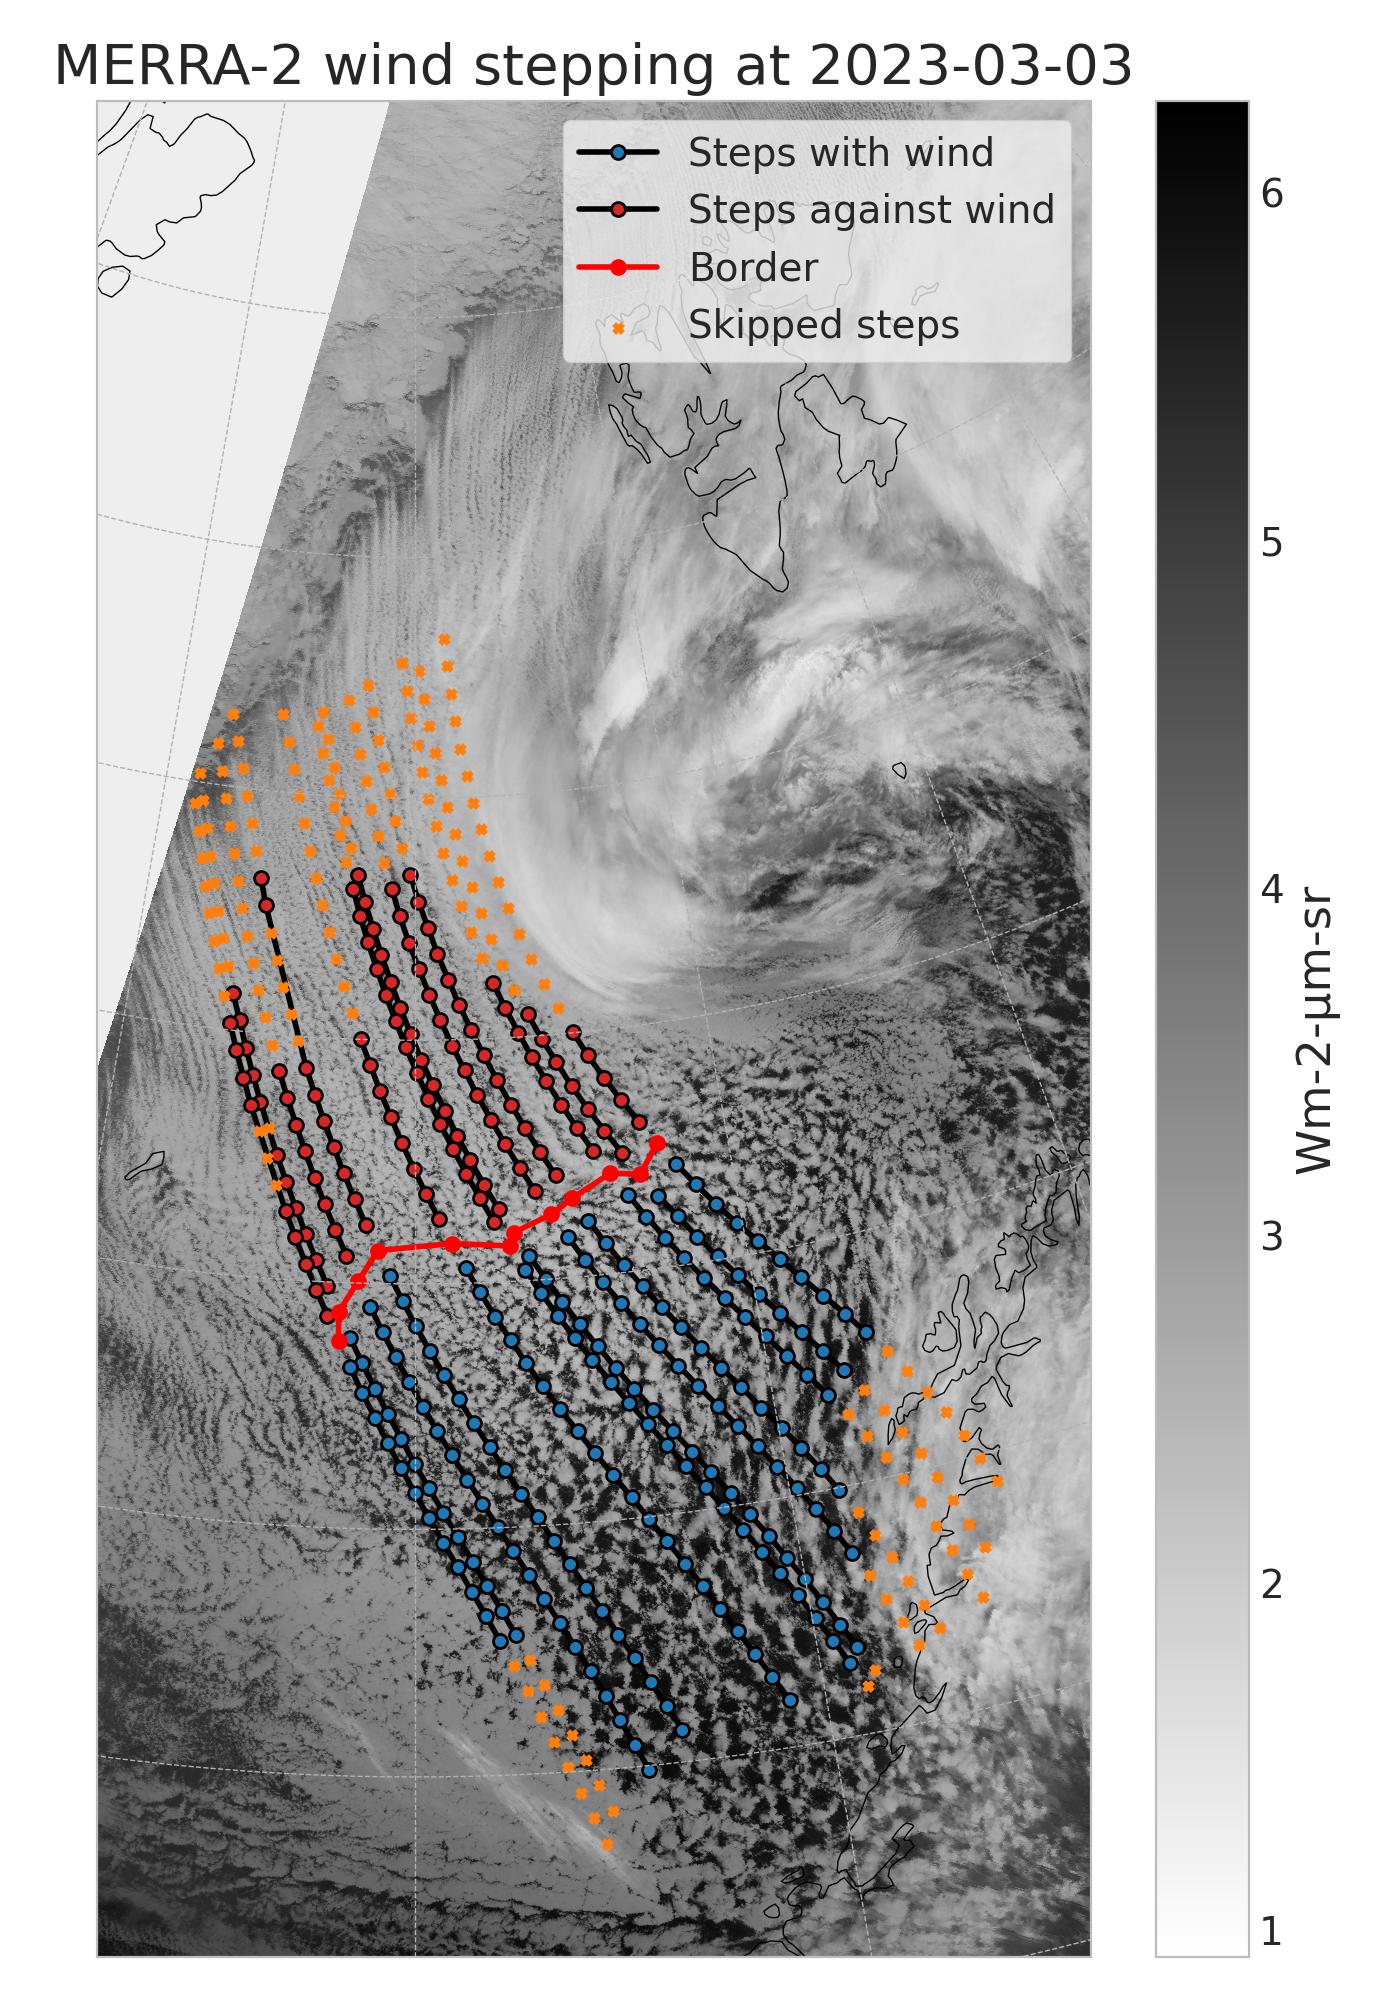 MERRA-2 wind stepping at 2023-03-03
Steps with wind
Steps against wind
Border
Skipped steps
6
5
4
3
2
1
Wm-2-μm-sr